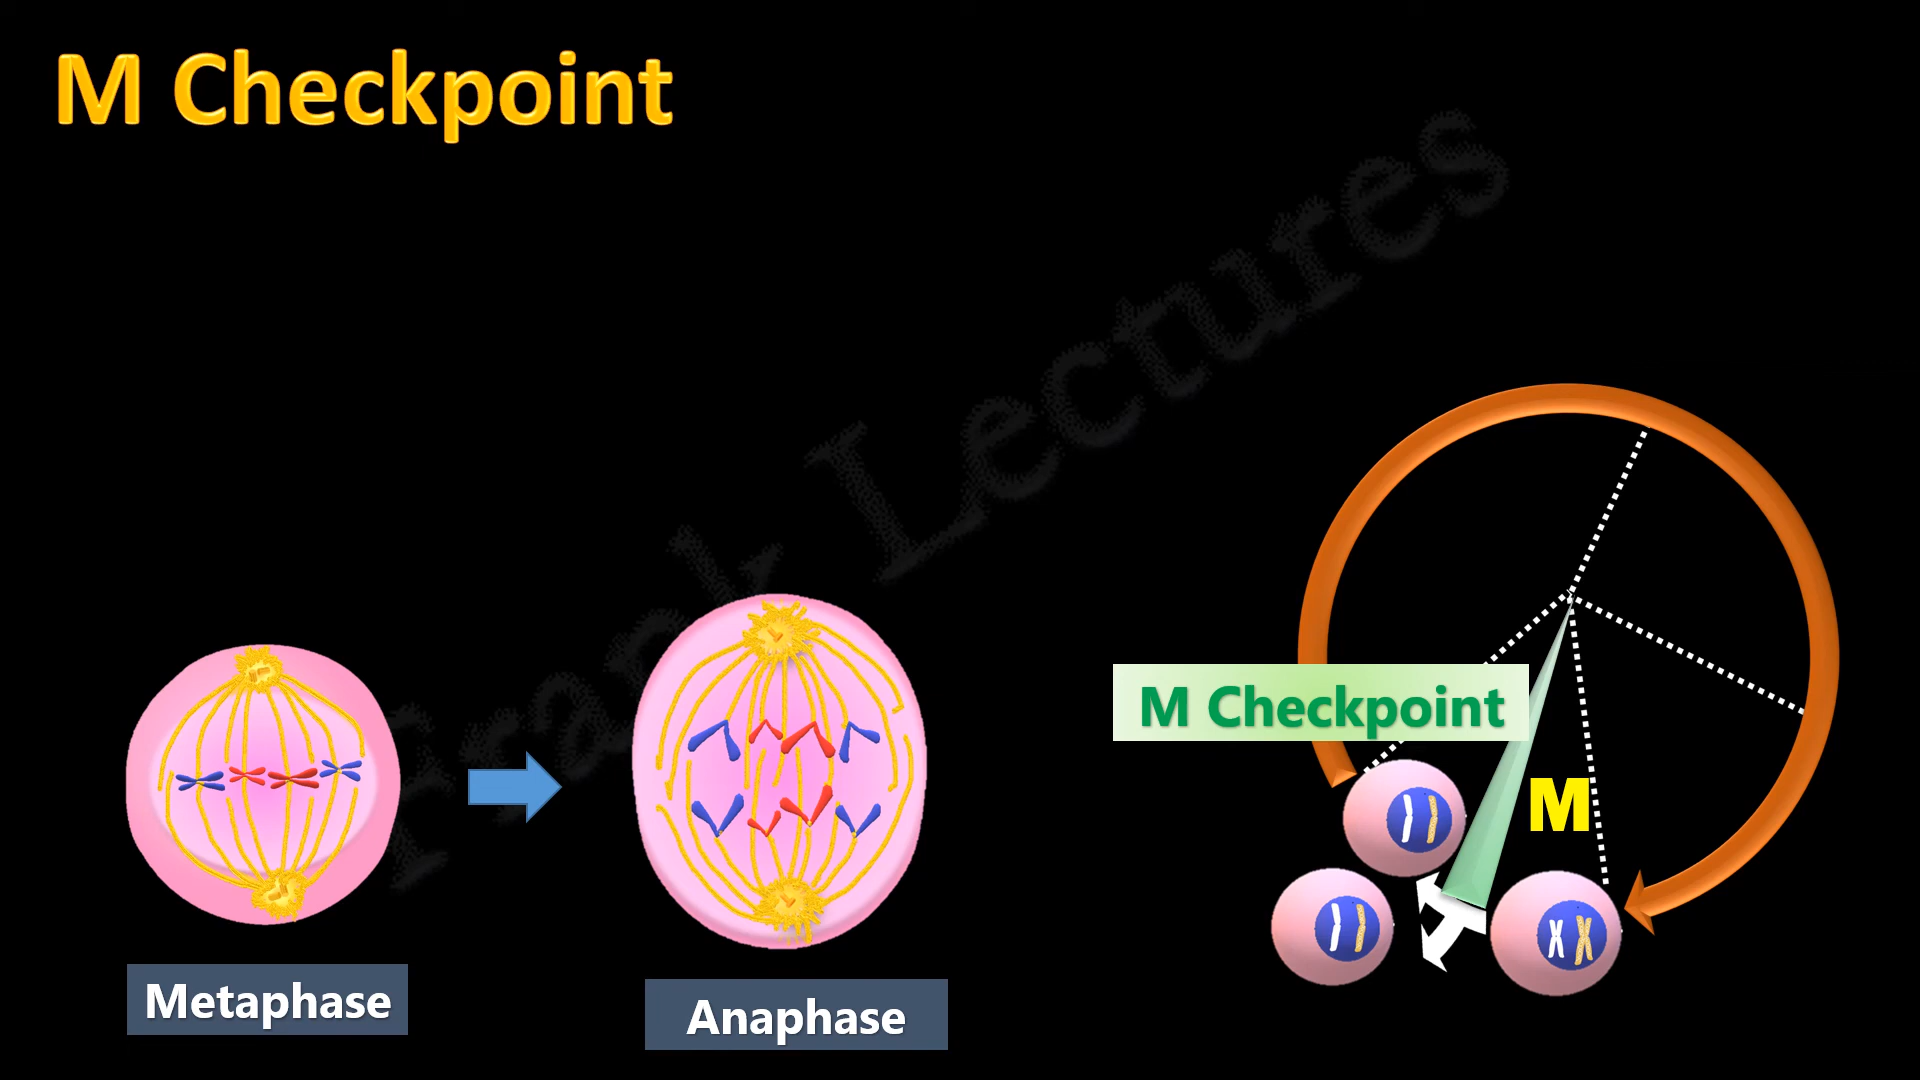 M Checkpoint
Frank Lectures
M Checkpoint
M
Metaphase
Anaphase